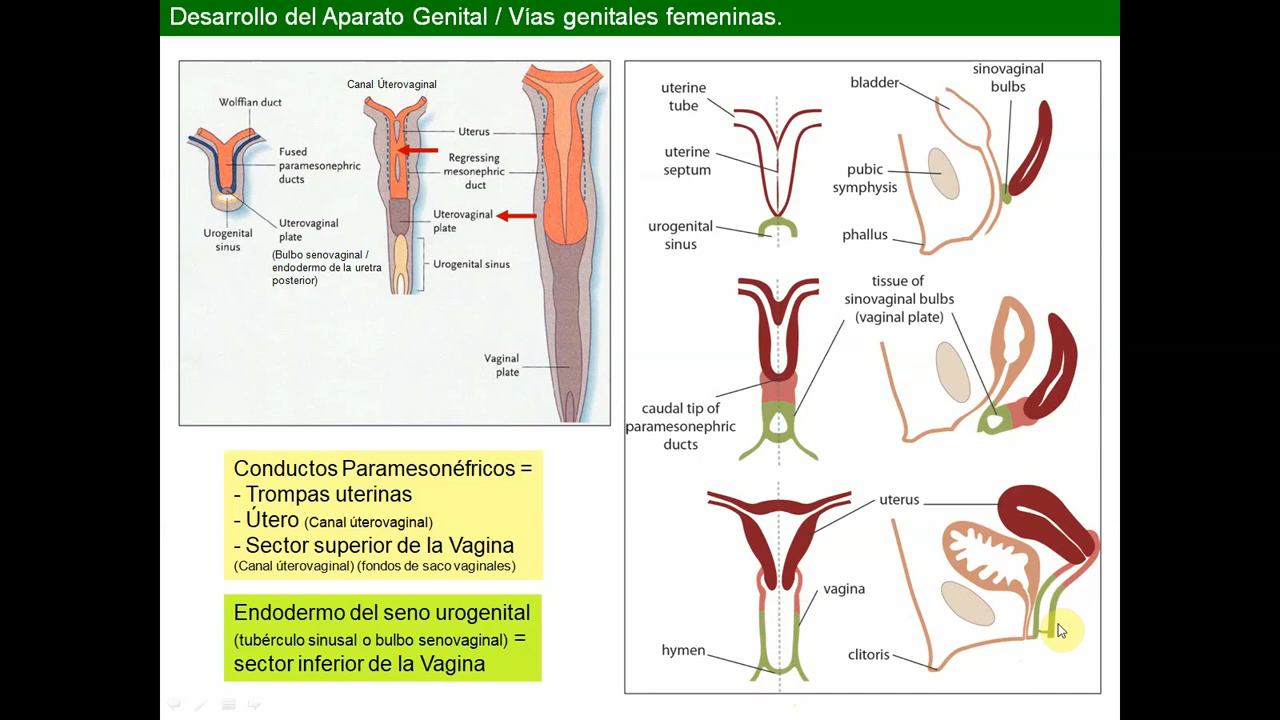 Desarrollo del Aparato Genital / Vías genitales femeninas.
Canal Úterovaginal
Wolffian duct
Uterus
Fused
paramesonephric
ducts
Regressing
mesonephric
duct
Uterovaginal
plate
Urogenital
sinus
Uterovaginal
plate
(Bulbo senovaginal /
endodermo de la uretra
posterior)
Urogenital sinus
Vaginal
plate
uterine
tube
uterine
septum
urogenital
sinus
bladder
sinovaginal
bulbs
pubic
symphysis
phallus
tissue of
sinovaginal bulbs
(vaginal plate)
caudal tip of
paramesonephric
ducts
uterus
vagina
hymen
clitoris
Conductos Paramesonéfricos =
- Trompas uterinas
- Útero (Canal úterovaginal)
- Sector superior de la Vagina
(Canal úterovaginal) (fondos de saco vaginales)
Endodermo del seno urogenital
(tubérculo sinusal o bulbo senovaginal) =
sector inferior de la Vagina